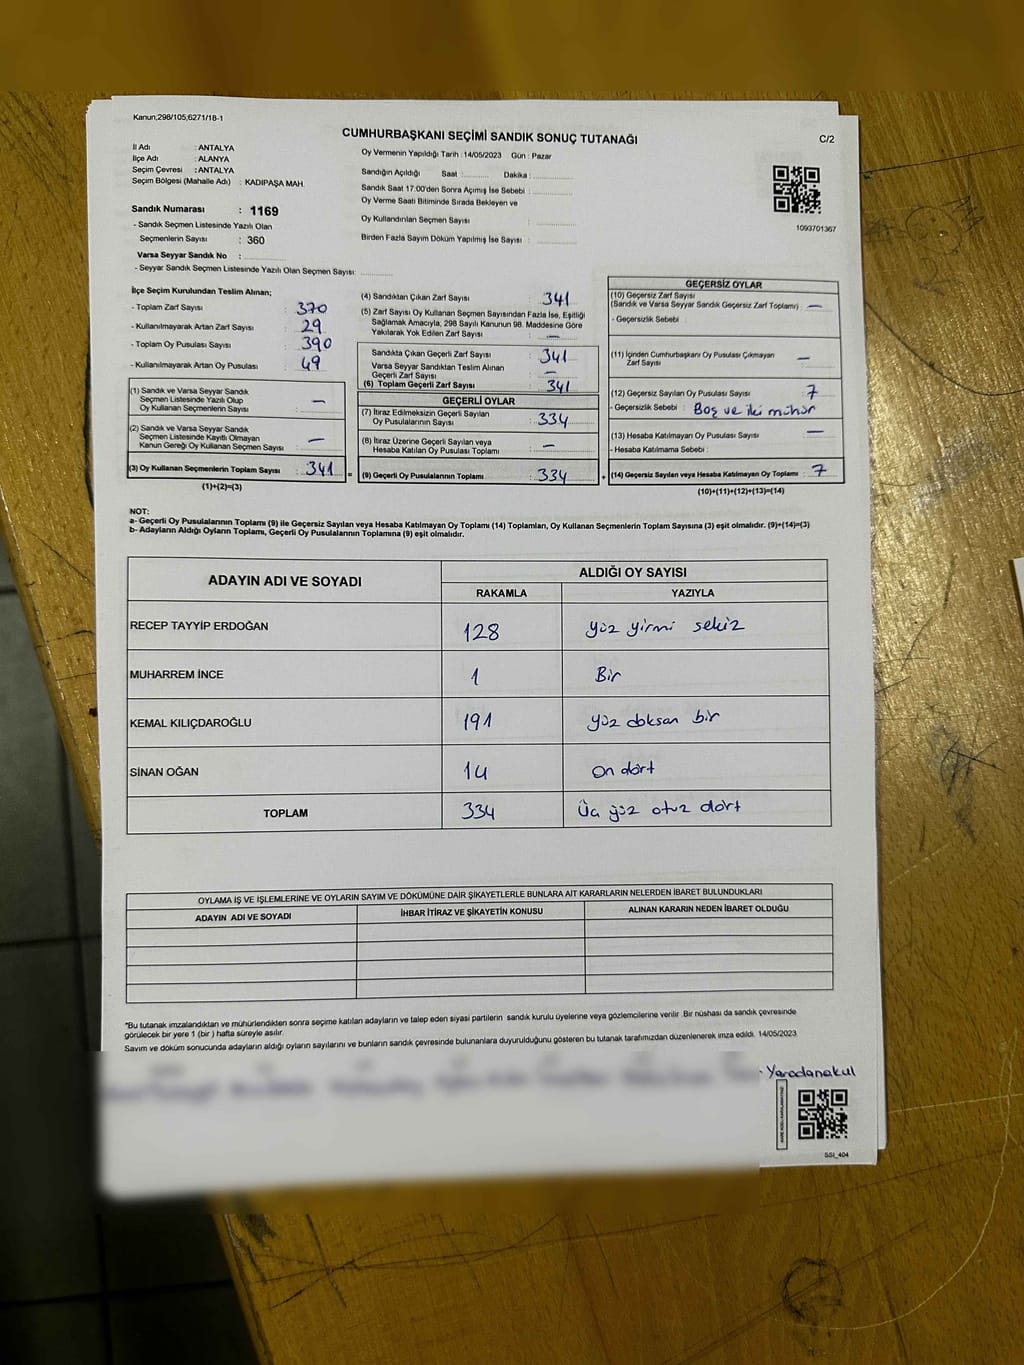 Kanun,298/105,6271/18-1
CUMHURBAŞKANI SEÇİMİ SANDIK SONUÇ TUTANAĞI
C/2
İl Adı : ANTALYA
İlçe Adı : ALANYA
Seçim Çevresi : ANTALYA
Seçim Bölgesi (Mahalle Adı) : KADIPAŞA MAH.
Oy Vermenin Yapıldığı Tarih : 14/05/2023 Gün : Pazar
Sandığın Açıldığı Saat :.......... Dakika :..........
Sandık Saat 17:00'den Sonra Açımış İse Sebebi :..........
Oy Verme Saati Bitiminde Sırada Bekleyen ve
Oy Kullandırılan Seçmen Sayısı :..........
Birden Fazla Sayım Döküm Yapılmış İse Sayısı :..........
1093701367
Sandık Numarası : 1169
- Sandık Seçmen Listesinde Yazılı Olan
Seçmenlerin Sayısı : 360
Varsa Seyyar Sandık No :..........
- Seyyar Sandık Seçmen Listesinde Yazılı Olan Seçmen Sayısı:..........
İlçe Seçim Kurulundan Teslim Alınan;
- Toplam Zarf Sayısı : 370
- Kullanılmayarak Artan Zarf Sayısı : 29
- Toplam Oy Pusulası Sayısı : 390
- Kullanılmayarak Artan Oy Pusulası : 49
(1) Sandık ve Varsa Seyyar Sandık
Seçmen Listesinde Yazılı Olup
Oy Kullanan Seçmenlerin Sayısı : —
(2) Sandık ve Varsa Seyyar Sandık
Seçmen Listesinde Kayıtlı Olmayan
Kanun Gereği Oy Kullanan Seçmen Sayısı : —
(3) Oy Kullanan Seçmenlerin Toplam Sayısı : 341 =
(1)+(2)=(3)
(4) Sandıktan Çıkan Zarf Sayısı : 341
(5) Zarf Sayısı Oy Kullanan Seçmen Sayısından Fazla İse, Eşitliği
Sağlamak Amacıyla, 298 Sayılı Kanunun 98. Maddesine Göre
Yakılarak Yok Edilen Zarf Sayısı : —
Sandıkta Çıkan Geçerli Zarf Sayısı : 341
Varsa Seyyar Sandıktan Teslim Alınan
Geçerli Zarf Sayısı : —
(6) Toplam Geçerli Zarf Sayısı : 341
GEÇERLİ OYLAR
(7) İtiraz Edilmeksizin Geçerli Sayılan
Oy Pusulalarının Sayısı : 334
(8) İtiraz Üzerine Geçerli Sayılan veya
Hesaba Katılan Oy Pusulası Toplamı : —
(9) Geçerli Oy Pusulalarının Toplamı : 334 +
GEÇERSİZ OYLAR
(10) Geçersiz Zarf Sayısı
(Sandık ve Varsa Seyyar Sandık Geçersiz Zarf Toplamı) : —
- Geçersizlik Sebebi
(11) İçinden Cumhurbaşkanı Oy Pusulası Çıkmayan
Zarf Sayısı : —
(12) Geçersiz Sayılan Oy Pusulası Sayısı : 7
- Geçersizlik Sebebi : Boş ve iki mühür
(13) Hesaba Katılmayan Oy Pusulası Sayısı : —
- Hesaba Katılmama Sebebi :
(14) Geçersiz Sayılan veya Hesaba Katılmayan Oy Toplamı : 7
(10)+(11)+(12)+(13)=(14)
NOT:
a- Geçerli Oy Pusulalarının Toplamı (9) ile Geçersiz Sayılan veya Hesaba Katılmayan Oy Toplamı (14) Toplamları, Oy Kullanan Seçmenlerin Toplam Sayısına (3) eşit olmalıdır. (9)+(14)=(3)
b- Adayların Aldığı Oyların Toplamı, Geçerli Oy Pusulalarının Toplamına (9) eşit olmalıdır.
ADAYIN ADI VE SOYADI
ALDIĞI OY SAYISI
RAKAMLA YAZIYLA
RECEP TAYYİP ERDOĞAN 128 yüz yirmi sekiz
MUHARREM İNCE 1 Bir
KEMAL KILIÇDAROĞLU 191 yüz doksan bir
SİNAN OĞAN 14 on dört
TOPLAM 334 Üç yüz otuz dört
OYLAMA İŞ VE İŞLEMLERİNE VE OYLARIN SAYIM VE DÖKÜMÜNE DAİR ŞİKAYETLERLE BUNLARA AİT KARARLARIN NELERDEN İBARET BULUNDUKLARI
ADAYIN ADI VE SOYADI İHBAR İTİRAZ VE ŞİKAYETİN KONUSU ALINAN KARARIN NEDEN İBARET OLDUĞU
*Bu tutanak imzalandıktan ve mühürlendikten sonra seçime katılan adayların ve talep eden siyasi partilerin sandık kurulu üyelerine veya gözlemcilerine verilir .Bir nüshası da sandık çevresinde
görülecek bir yere 1 (bir ) hafta süreyle asılır.
Sayım ve döküm sonucunda adayların aldığı oyların sayılarını ve bunların sandık çevresinde bulunanlara duyurulduğunu gösteren bu tutanak tarafımızdan düzenlenerek imza edildi. 14/05/2023
Yaradanakul
SSI_404